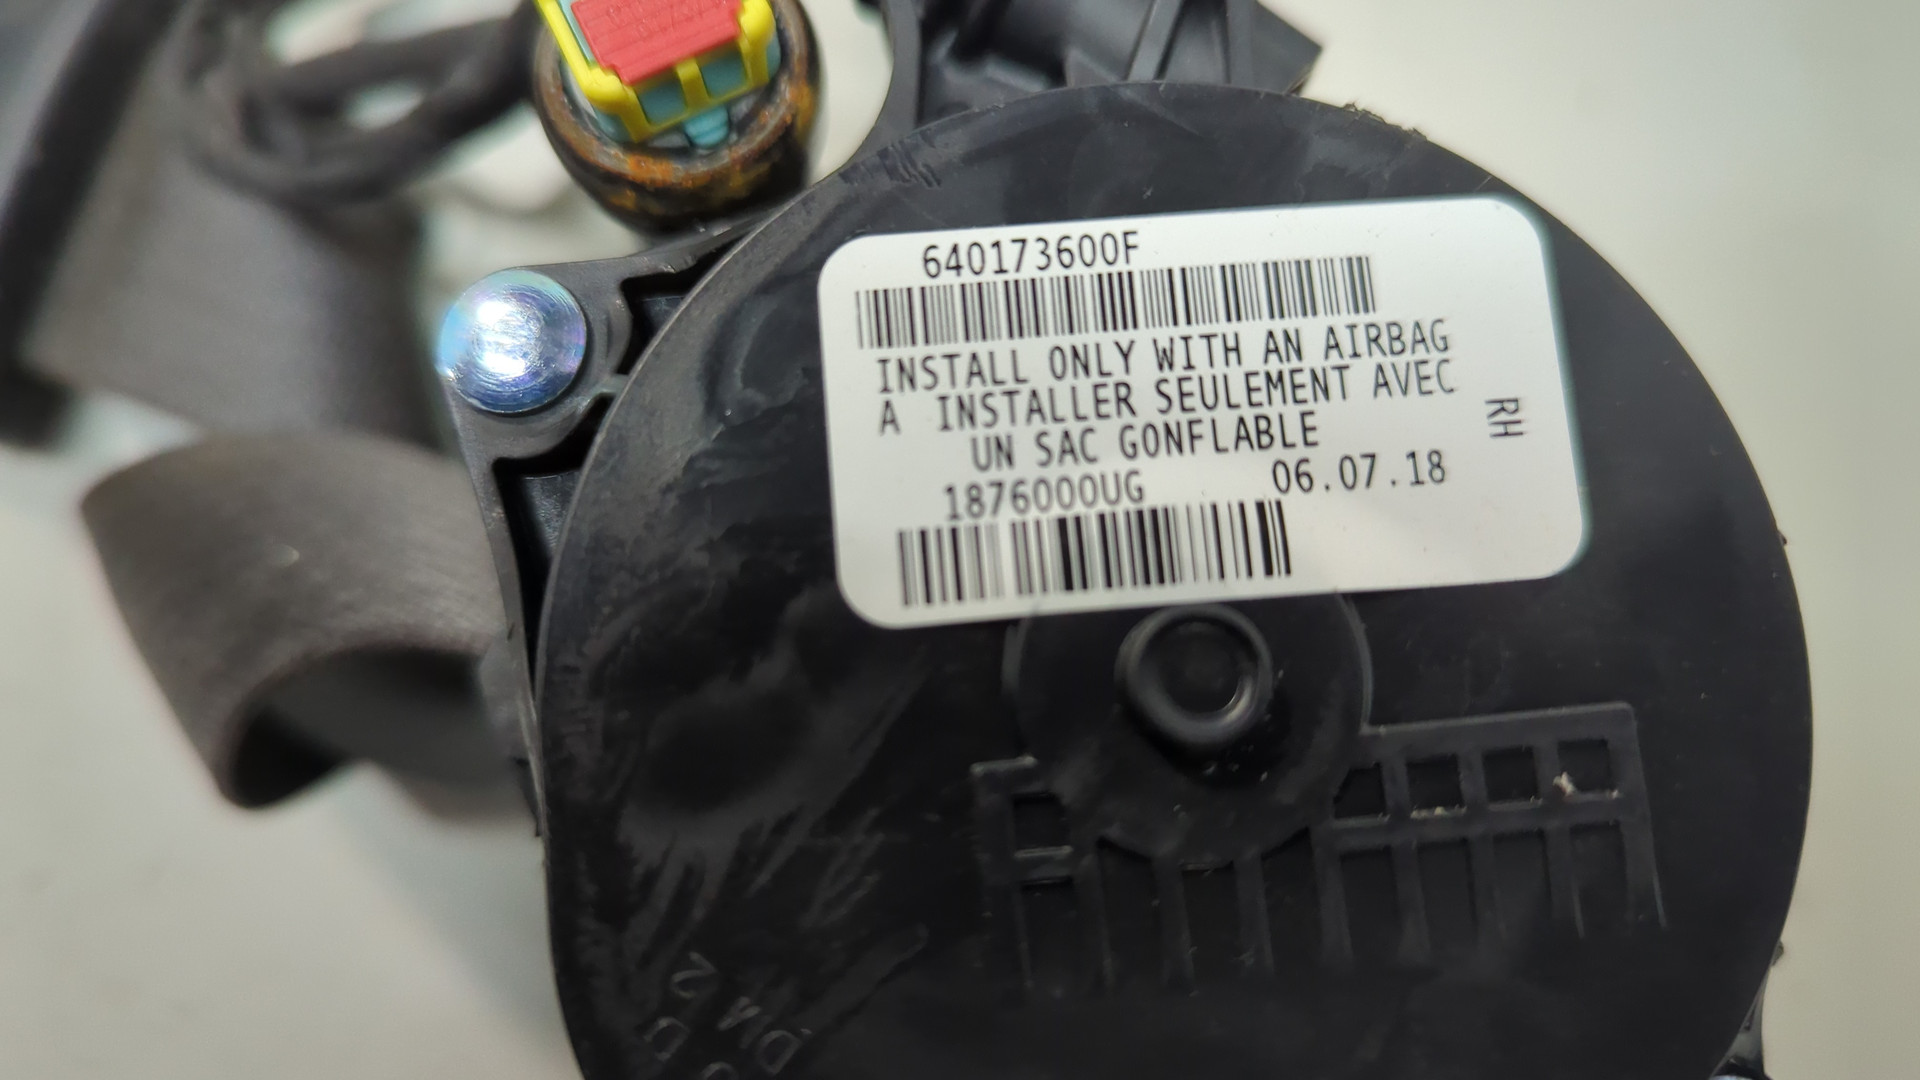 640173600F
INSTALL ONLY WITH AN AIRBAG
A INSTALLER SEULEMENT AVEC
UN SAC GONFLABLE
1876000UG 06.07.18
RH